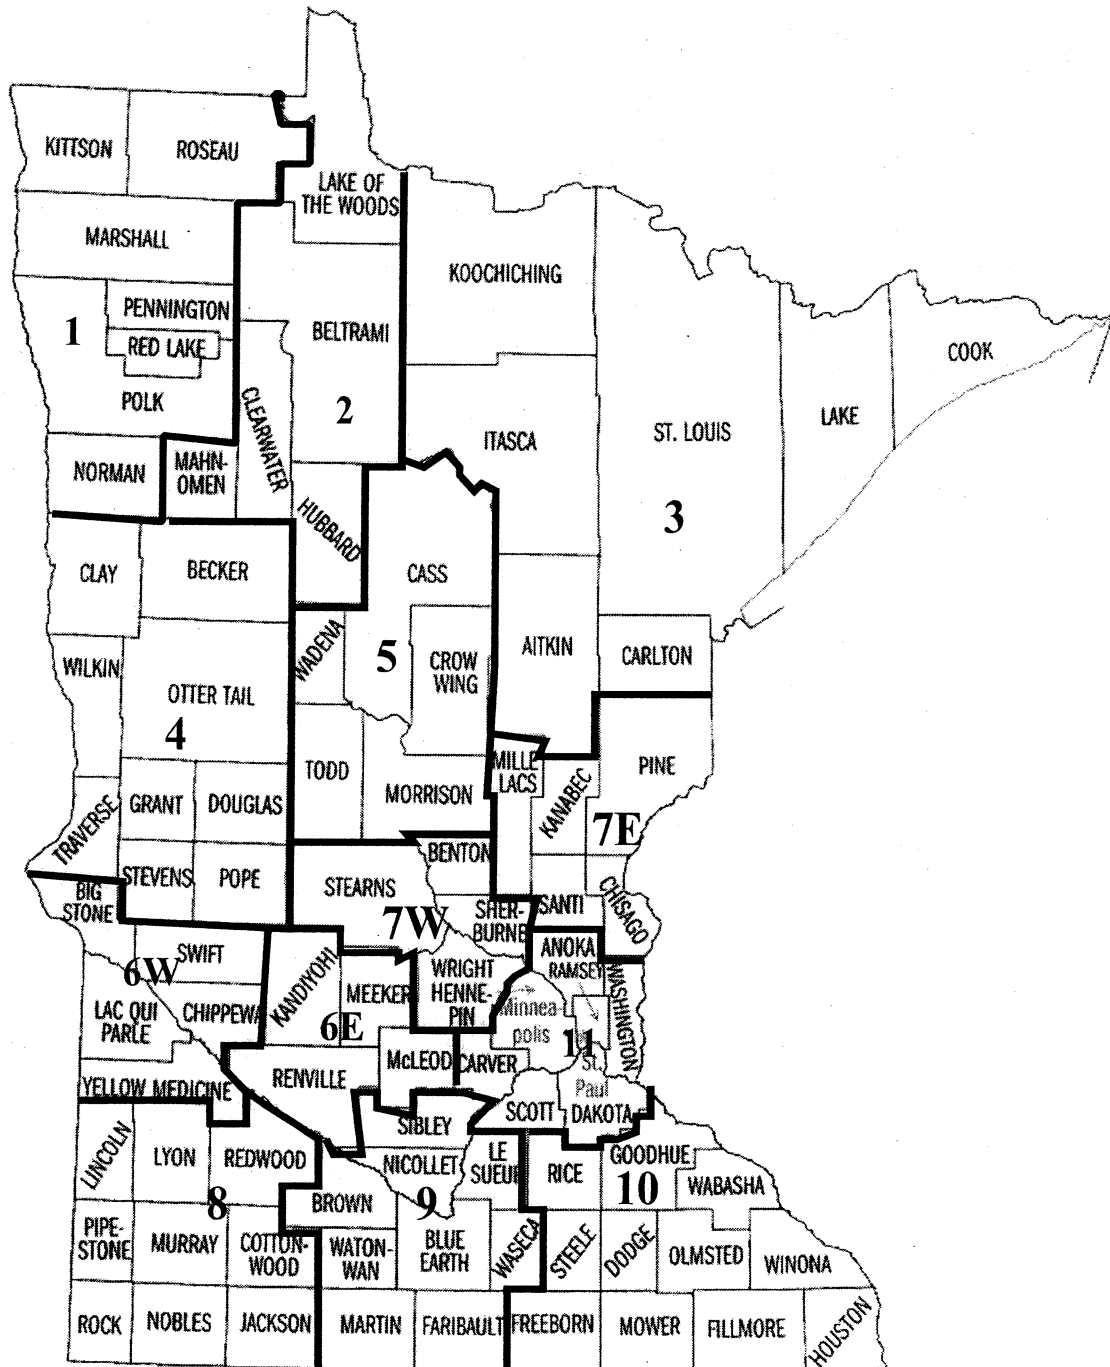 KITTSON
ROSEAU
LAKE OF
THE WOODS
MARSHALL
KOOCHICHING
PENNINGTON
1
RED LAKE
BELTRAMI
COOK
POLK
CLEARWATER
2
LAKE
ITASCA
ST. LOUIS
NORMAN
MAHN-
OMEN
HUBBARD
3
CLAY
BECKER
CASS
WADENA
AITKIN
CARLTON
WILKIN
5
CROW
WING
OTTER TAIL
4
TODD
MILLE
LACS
PINE
MORRISON
KANABEC
TRAVERSE
GRANT
DOUGLAS
7E
BENTON
STEVENS
POPE
STEARNS
BIG
STONE
CHISAGO
7W
SHER-
BURNE
SANTI
SWIFT
ANOKA
6W
KANDIYOHI
WRIGHT
RAMSEY
WASHINGTON
MEEKER
HENNE-
PIN
Minnea-
polis
LAC QUI
PARLE
CHIPPEWA
6E
11
McLEOD
CARVER
St.
Paul
RENVILLE
YELLOW MEDICINE
SCOTT
DAKOTA
SIBLEY
LINCOLN
LYON
REDWOOD
NICOLLET
LE
SUEUR
RICE
GOODHUE
WABASHA
8
BROWN
9
10
PIPE-
STONE
MURRAY
COTTON-
WOOD
WATON-
WAN
BLUE
EARTH
WASECA
STEELE
DODGE
OLMSTED
WINONA
ROCK
NOBLES
JACKSON
MARTIN
FARIBAULT
FREEBORN
MOWER
FILLMORE
HOUSTON